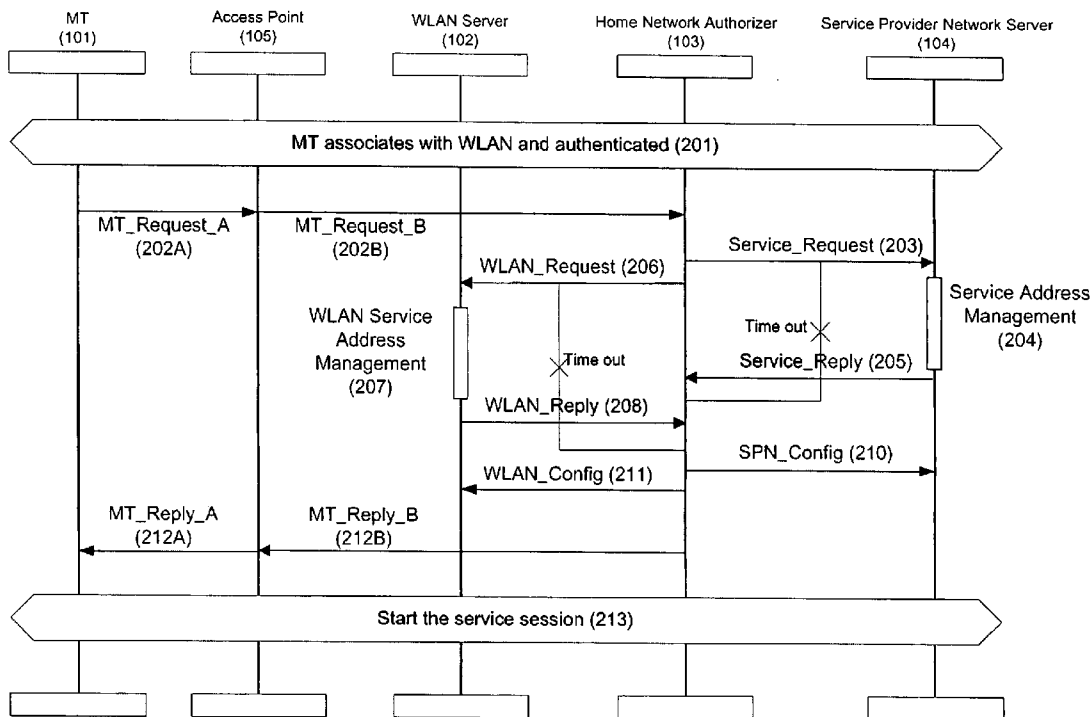 MT
(101)
Access Point
(105)
WLAN Server
(102)
Home Network Authorizer
(103)
Service Provider Network Server
(104)
MT associates with WLAN and authenticated (201)
MT_Request_A
(202A)
MT_Request_B
(202B)
Service_Request (203)
WLAN_Request (206)
WLAN Service
Address
Management
(207)
Time out
Time out
Service Address
Management
(204)
Service_Reply (205)
WLAN_Reply (208)
SPN_Config (210)
WLAN_Config (211)
MT_Reply_A
(212A)
MT_Reply_B
(212B)
Start the service session (213)